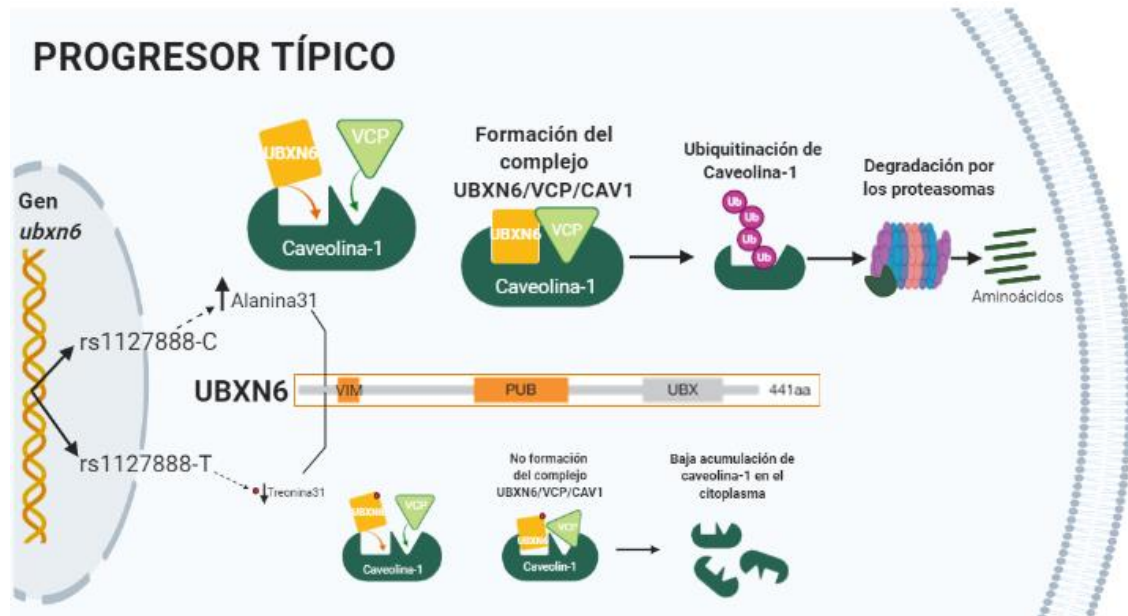 PROGRESOR TÍPICO
Gen
ubxn6
UBXN6
VCP
Caveolina-1
Formación del
complejo
UBXN6/VCP/CAV1
UBXN6
VCP
Caveolina-1
Ubiquitinación de
Caveolina-1
Ub
Ub
Ub
Ub
Degradación por
los proteasomas
Aminoácidos
Alanina31
rs1127888-C
UBXN6
VIM
PUB
UBX
441aa
rs1127888-T
Treonina31
UBXN6
VCP
Caveolina-1
No formación
del complejo
UBXN6/VCP/CAV1
UBXN6
VCP
Caveolin-1
Baja acumulación de
caveolina-1 en el
citoplasma